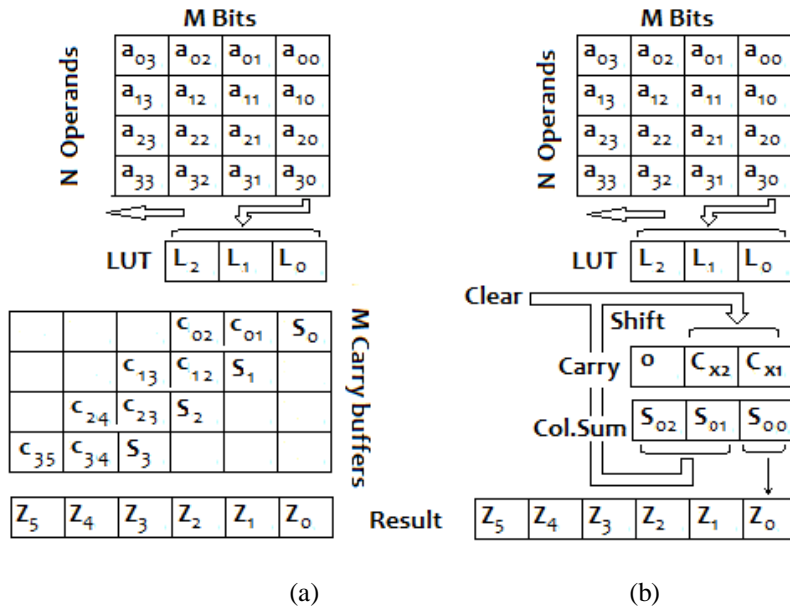 M Bits M Bits
N Operands N Operands
a03 a02 a01 a00 a03 a02 a01 a00
a13 a12 a11 a10 a13 a12 a11 a10
a23 a22 a21 a20 a23 a22 a21 a20
a33 a32 a31 a30 a33 a32 a31 a30
LUT L2 L1 L0 LUT L2 L1 L0
Clear
Shift
C02 C01 S0
M Carry buffers
C13 C12 S1 Carry 0 Cx2 Cx1
C24 C23 S2 Col.Sum S02 S01 S00
C35 C34 S3
Z5 Z4 Z3 Z2 Z1 Z0 Result Z5 Z4 Z3 Z2 Z1 Z0
(a) (b)